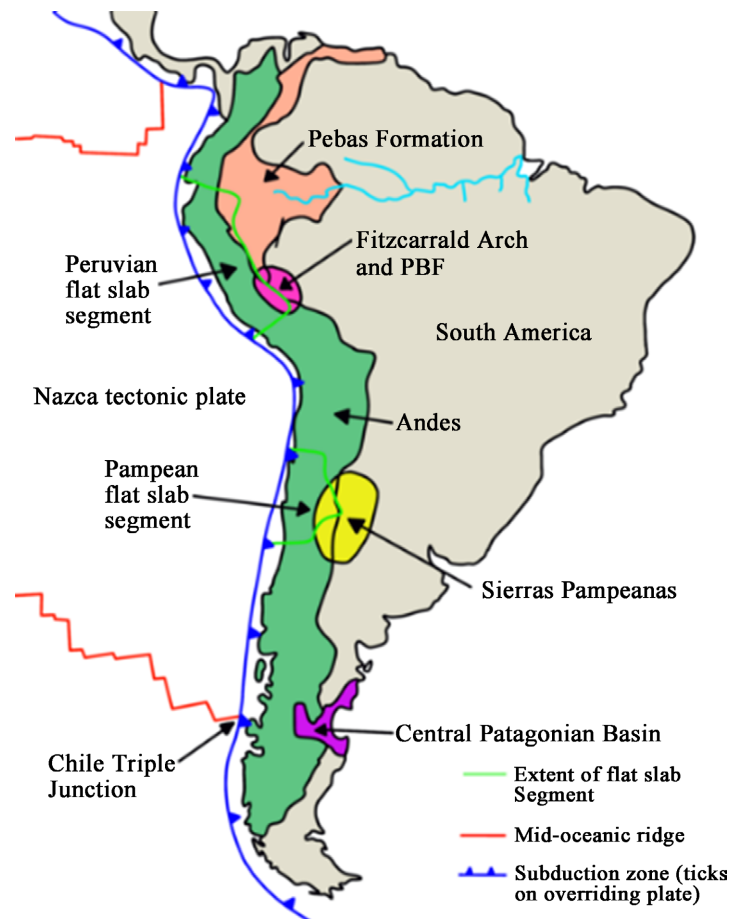 Pebas Formation
Fitzcarrald Arch
and PBF
Peruvian
flat slab
segment
South America
Nazca tectonic plate
Andes
Pampean
flat slab
segment
Sierras Pampeanas
Central Patagonian Basin
Chile Triple
Junction
Extent of flat slab
Segment
Mid-oceanic ridge
Subduction zone (ticks
on overriding plate)